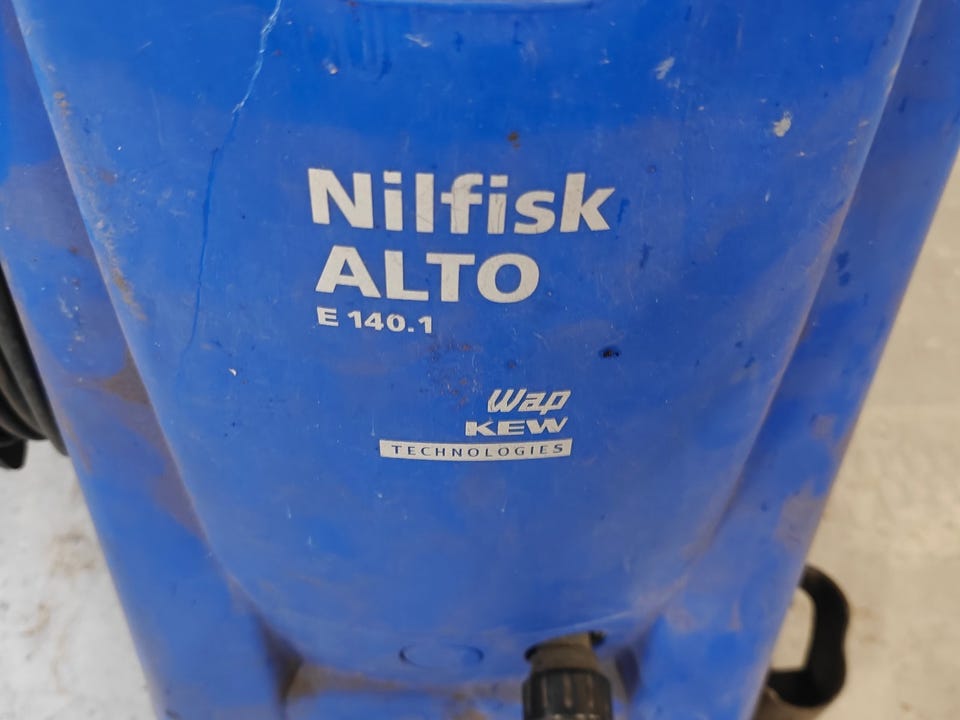 Nilfisk
ALTO
E 140.1
Wap
KEW
TECHNOLOGIES